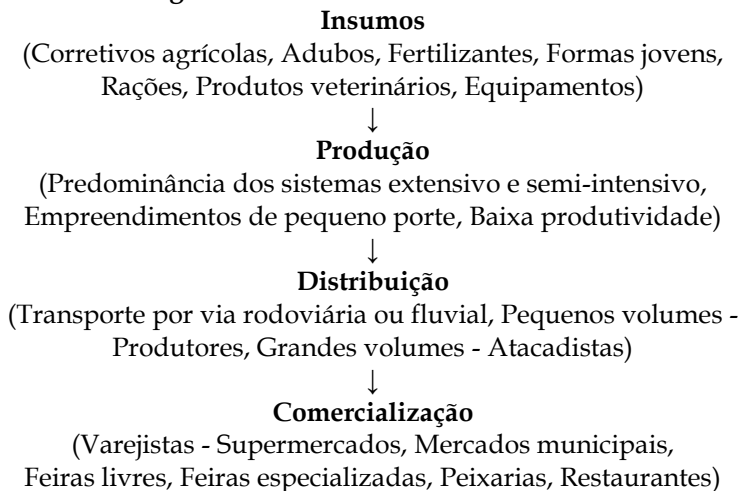 Insumos
(Corretivos agrícolas, Adubos, Fertilizantes, Formas jovens,
Rações, Produtos veterinários, Equipamentos)
↓
Produção
(Predominância dos sistemas extensivo e semi-intensivo,
Empreendimentos de pequeno porte, Baixa produtividade)
↓
Distribuição
(Transporte por via rodoviária ou fluvial, Pequenos volumes -
Produtores, Grandes volumes - Atacadistas)
↓
Comercialização
(Varejistas - Supermercados, Mercados municipais,
Feiras livres, Feiras especializadas, Peixarias, Restaurantes)